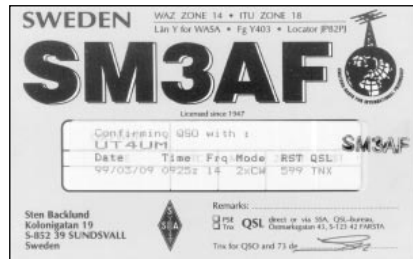 SWEDEN
WAZ ZONE 14 • ITU ZONE 18
Län Y for WASA • Fg Y403 • Locator JP82PJ
SM3AF
Licensed since 1947
Confirming QSO with :
UT4UM
Date Time Frq Mode RST QSL
99/03/09 0925z 14 2xCW 599 TNX
SM3AF
Sten Backlund
Kolonigatan 19
S-852 39 SUNDSVALL
Sweden
SSA
Remarks:
PSE
Tnx
QSL direct or via SSA, QSL-bureau,
Östmarksgatan 43, S-123 42 FARSTA
Tnx for QSO and 73 de